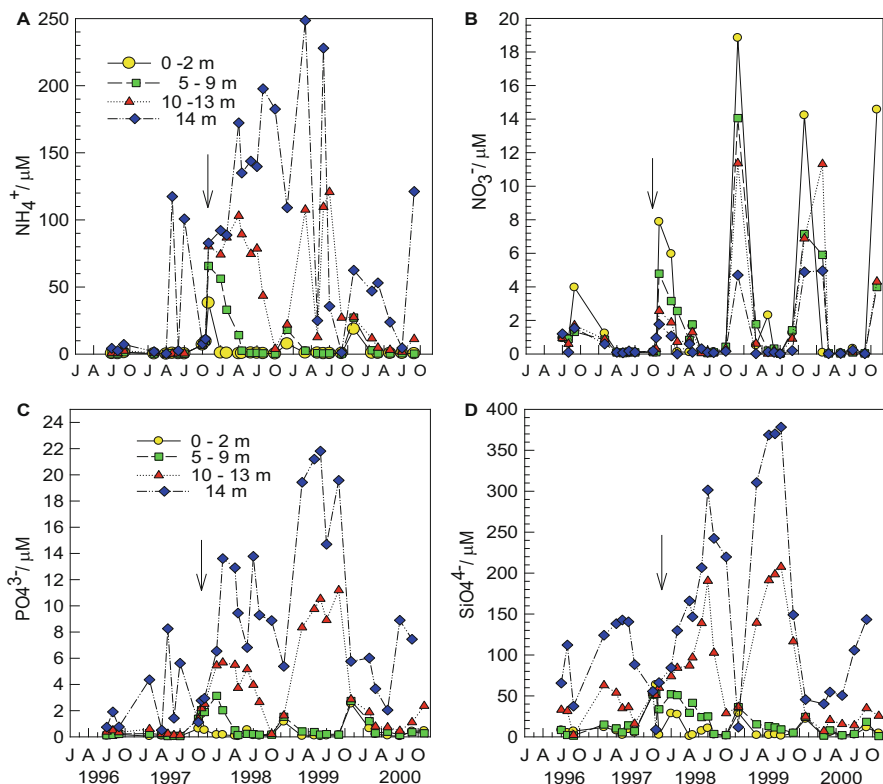 A
NH4+/ µM
250
200
150
100
50
0
0 -2 m
5 - 9 m
10 -13 m
14 m
J A O J A J O J A J O J A J O J A J O
B
NO3-/ µM
20
18
16
14
12
10
8
6
4
2
0
J A O J A J O J A J O J A J O J A J O
C
PO43-/ µM
24
22
20
18
16
14
12
10
8
6
4
2
0
0 - 2 m
5 - 9 m
10 - 13 m
14 m
J A J O J A J O J A J O J A J O J A J O
1996 1997 1998 1999 2000
D
SiO44-/ µM
400
350
300
250
200
150
100
50
0
J A J O J A J O J A J O J A J O J A J O
1996 1997 1998 1999 2000